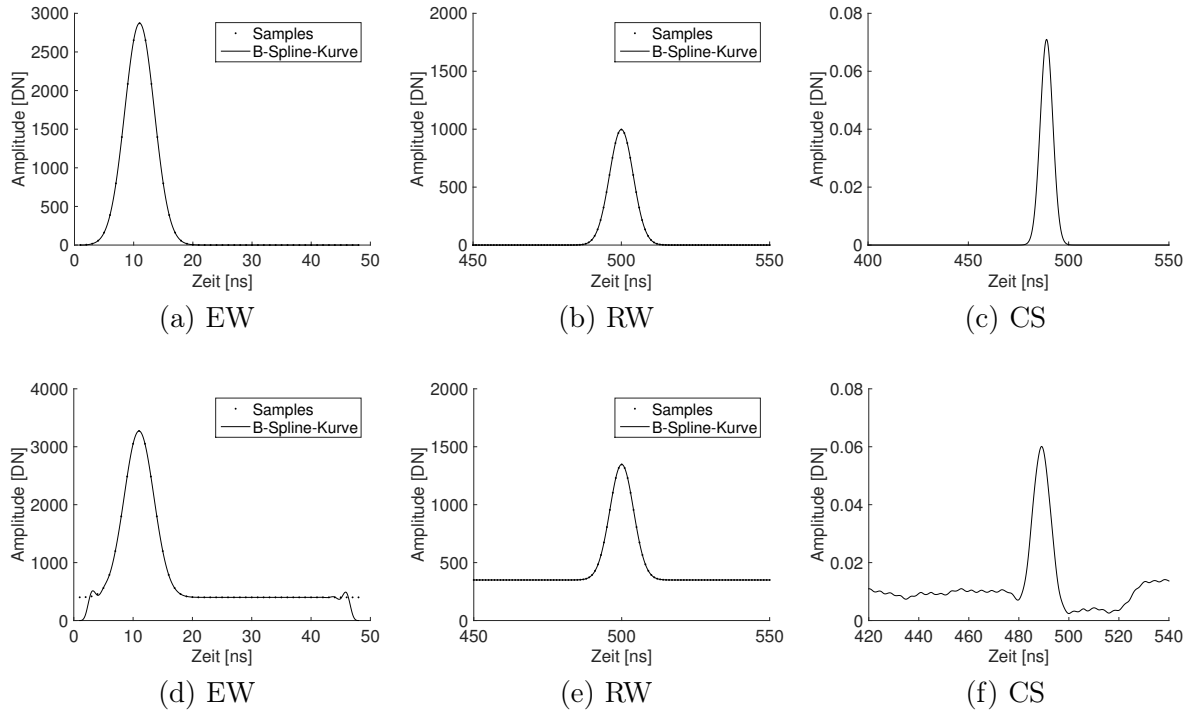 3000
2500
2000
1500
1000
500
0
Amplitude [DN]
Samples
B-Spline-Kurve
0 10 20 30 40 50
Zeit [ns]
(a) EW
2000
1500
1000
500
0
Amplitude [DN]
Samples
B-Spline-Kurve
450 500 550
Zeit [ns]
(b) RW
0.08
0.06
0.04
0.02
0
Amplitude [DN]
400 450 500 550
Zeit [ns]
(c) CS
4000
3000
2000
1000
0
Amplitude [DN]
Samples
B-Spline-Kurve
0 10 20 30 40 50
Zeit [ns]
(d) EW
2000
1500
1000
500
0
Amplitude [DN]
Samples
B-Spline-Kurve
450 500 550
Zeit [ns]
(e) RW
0.08
0.06
0.04
0.02
0
Amplitude [DN]
420 440 460 480 500 520 540
Zeit [ns]
(f) CS